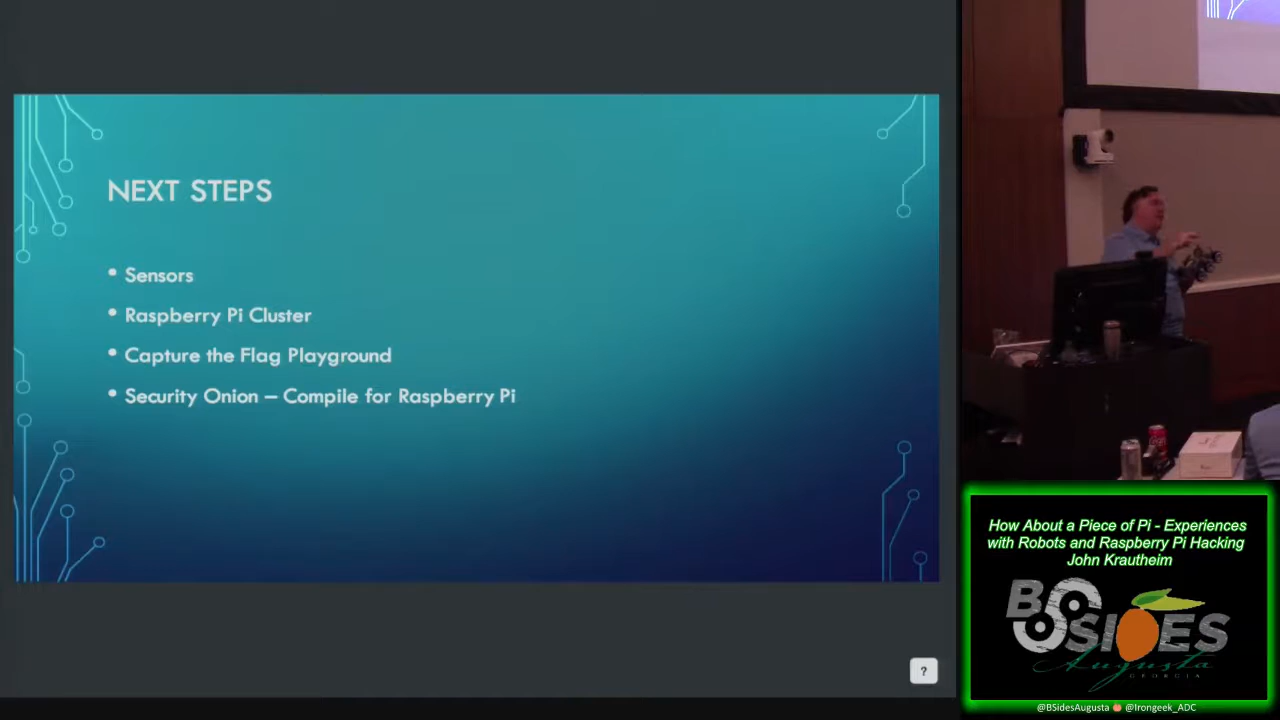 NEXT STEPS
• Sensors
• Raspberry Pi Cluster
• Capture the Flag Playground
• Security Onion – Compile for Raspberry Pi
?
How About a Piece of Pi - Experiences
with Robots and Raspberry Pi Hacking
John Krautheim
BSIDES
Augusta
GEORGIA
@BSidesAugusta @Irongeek_ADC